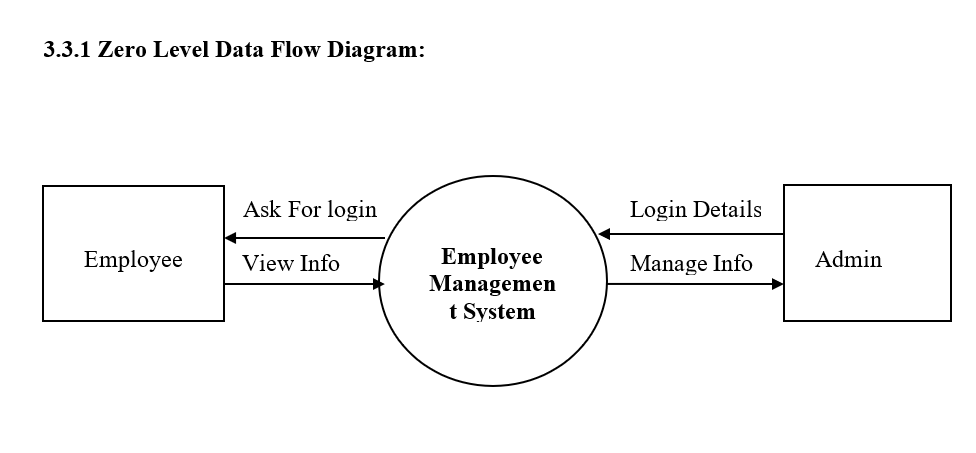 3.3.1 Zero Level Data Flow Diagram:
Ask For login
Login Details
Employee
View Info
Employee
Managemen
t System
Manage Info
Admin